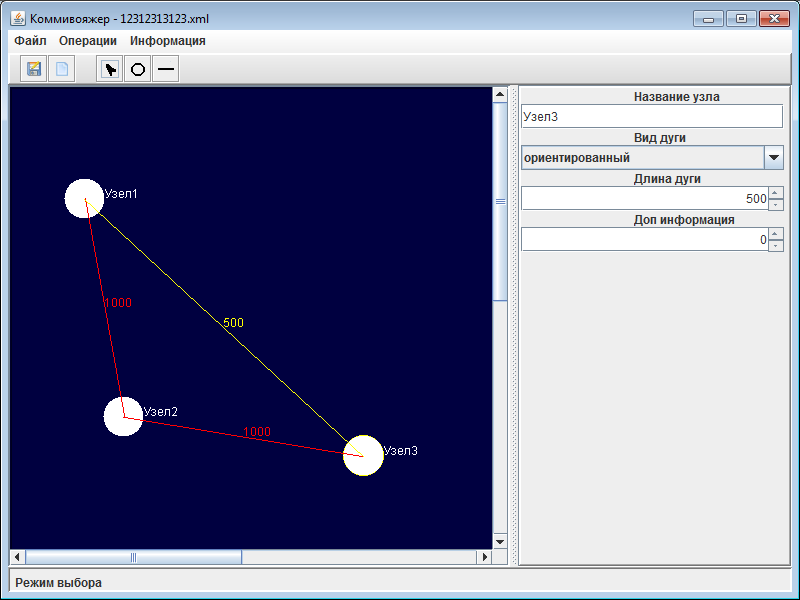 Коммивояжер - 12312313123.xml
Файл Операции Информация
Название узла
Узел3
Вид дуги
ориентированный
Длина дуги
500
Доп информация
0
Узел1
1000
500
Узел2
1000
Узел3
Режим выбора